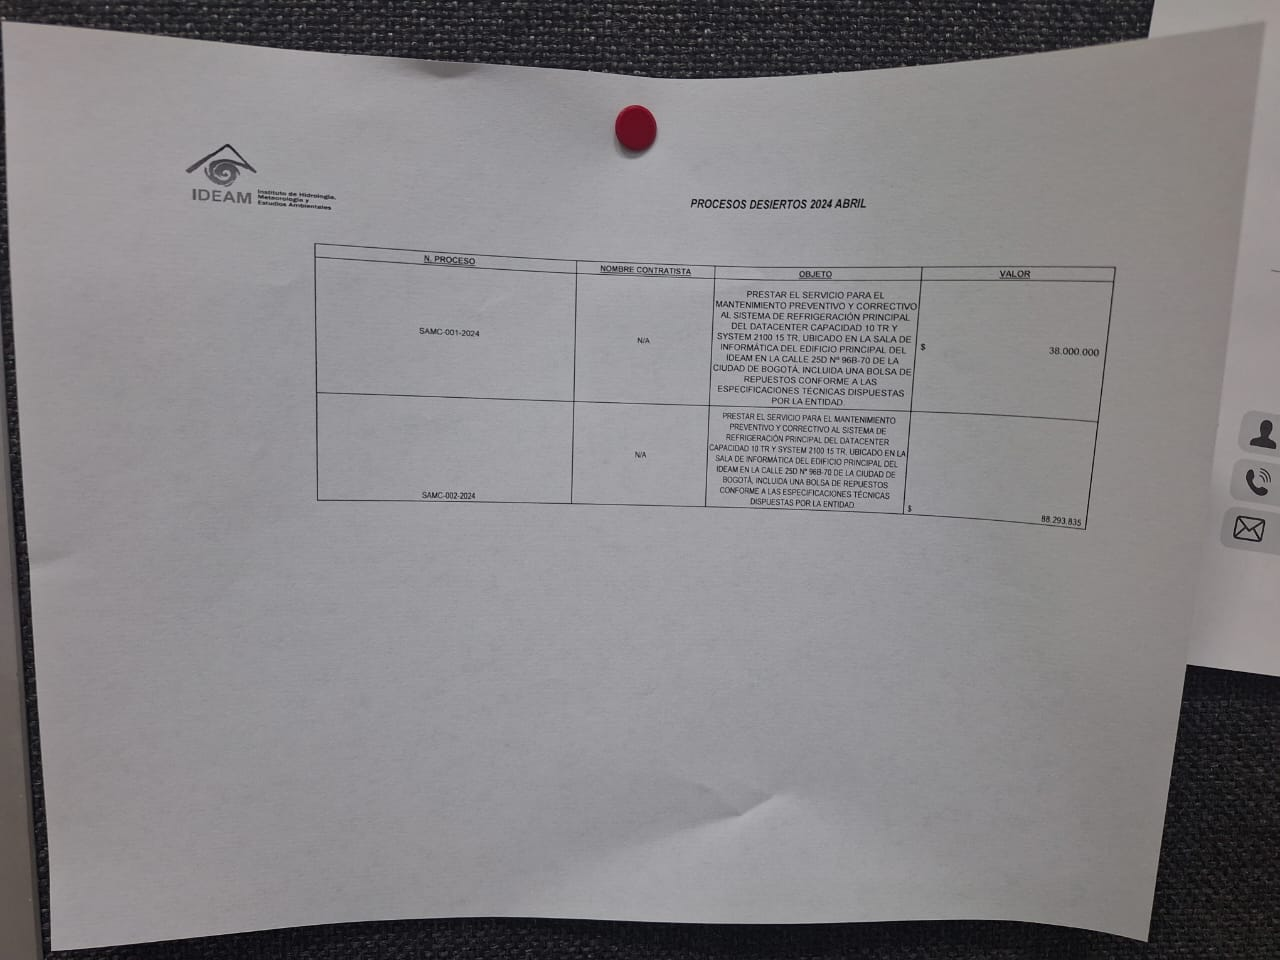 IDEAM
Instituto de Hidrología,
Meteorología y
Estudios Ambientales
PROCESOS DESIERTOS 2024 ABRIL
N. PROCESO
NOMBRE CONTRATISTA
OBJETO
VALOR
SAMC-001-2024
N/A
PRESTAR EL SERVICIO PARA EL
MANTENIMIENTO PREVENTIVO Y CORRECTIVO
AL SISTEMA DE REFRIGERACIÓN PRINCIPAL
DEL DATACENTER CAPACIDAD 10 TR Y
SYSTEM 2100 15 TR, UBICADO EN LA SALA DE
INFORMÁTICA DEL EDIFICIO PRINCIPAL DEL
IDEAM EN LA CALLE 25D Nº 96B-70 DE LA
CIUDAD DE BOGOTÁ, INCLUIDA UNA BOLSA DE
REPUESTOS CONFORME A LAS
ESPECIFICACIONES TÉCNICAS DISPUESTAS
POR LA ENTIDAD
$ 38.000.000
SAMC-002-2024
N/A
PRESTAR EL SERVICIO PARA EL MANTENIMIENTO
PREVENTIVO Y CORRECTIVO AL SISTEMA DE
REFRIGERACIÓN PRINCIPAL DEL DATACENTER
CAPACIDAD 10 TR Y SYSTEM 2100 15 TR, UBICADO EN LA
SALA DE INFORMÁTICA DEL EDIFICIO PRINCIPAL DEL
IDEAM EN LA CALLE 25D Nº 96B-70 DE LA CIUDAD DE
BOGOTÁ, INCLUIDA UNA BOLSA DE REPUESTOS
CONFORME A LAS ESPECIFICACIONES TÉCNICAS
DISPUESTAS POR LA ENTIDAD
$ 88.293.835